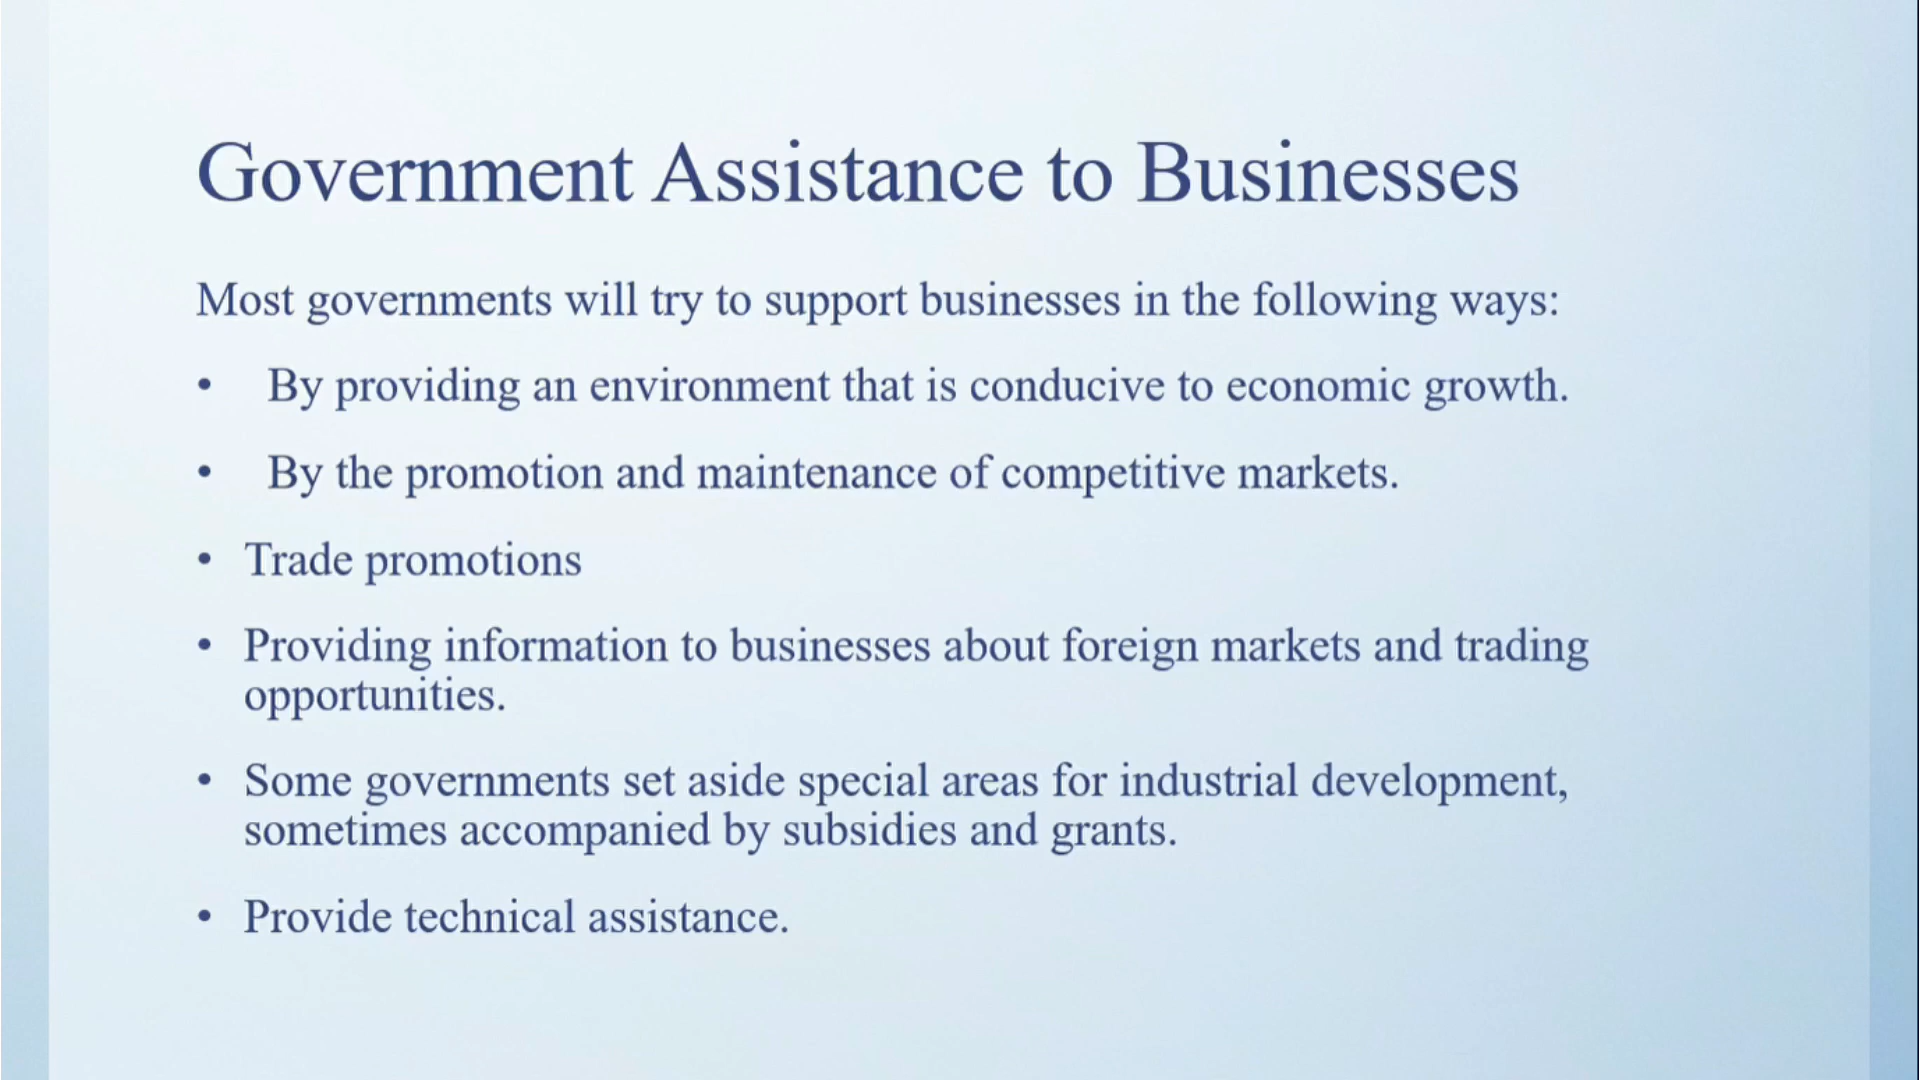 Government Assistance to Businesses
Most governments will try to support businesses in the following ways:
• By providing an environment that is conducive to economic growth.
• By the promotion and maintenance of competitive markets.
• Trade promotions
• Providing information to businesses about foreign markets and trading
opportunities.
• Some governments set aside special areas for industrial development,
sometimes accompanied by subsidies and grants.
• Provide technical assistance.